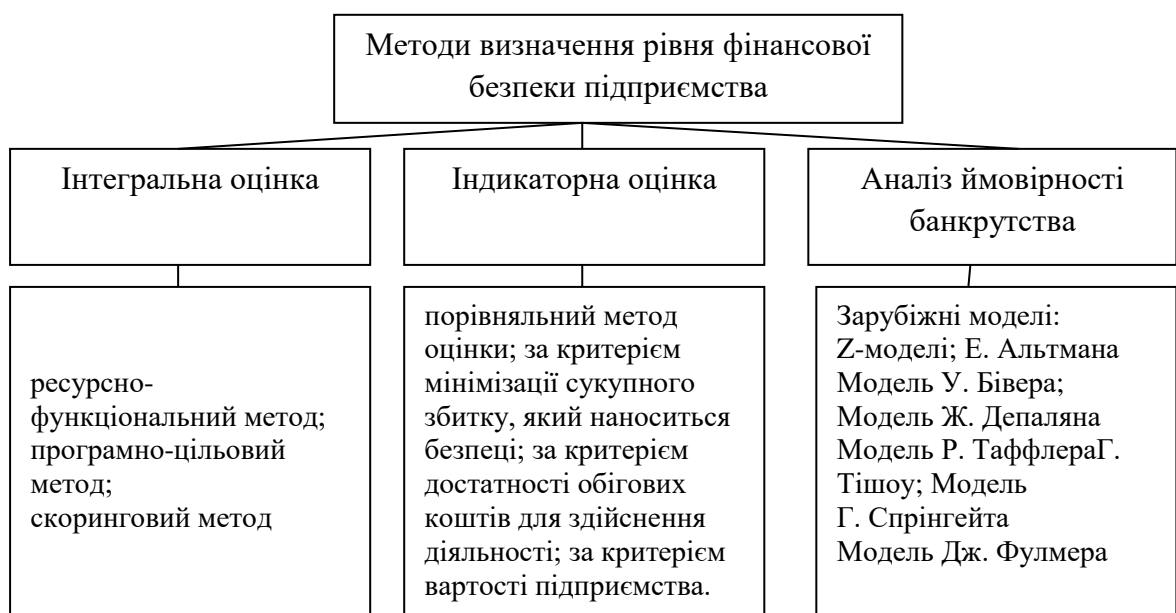 Методи визначення рівня фінансової
безпеки підприємства
Інтегральна оцінка
Індикаторна оцінка
Аналіз ймовірності
банкрутства
ресурсно-
функціональний метод;
програмно-цільовий
метод;
скоринговий метод
порівняльний метод
оцінки; за критерієм
мінімізації сукупного
збитку, який наноситься
безпеці; за критерієм
достатності обігових
коштів для здійснення
діяльності; за критерієм
вартості підприємства.
Зарубіжні моделі:
Z-моделі; Е. Альтмана
Модель У. Бівера;
Модель Ж. Депаляна
Модель Р. ТаффлераГ.
Тішоу; Модель
Г. Спрінгейта
Модель Дж. Фулмера